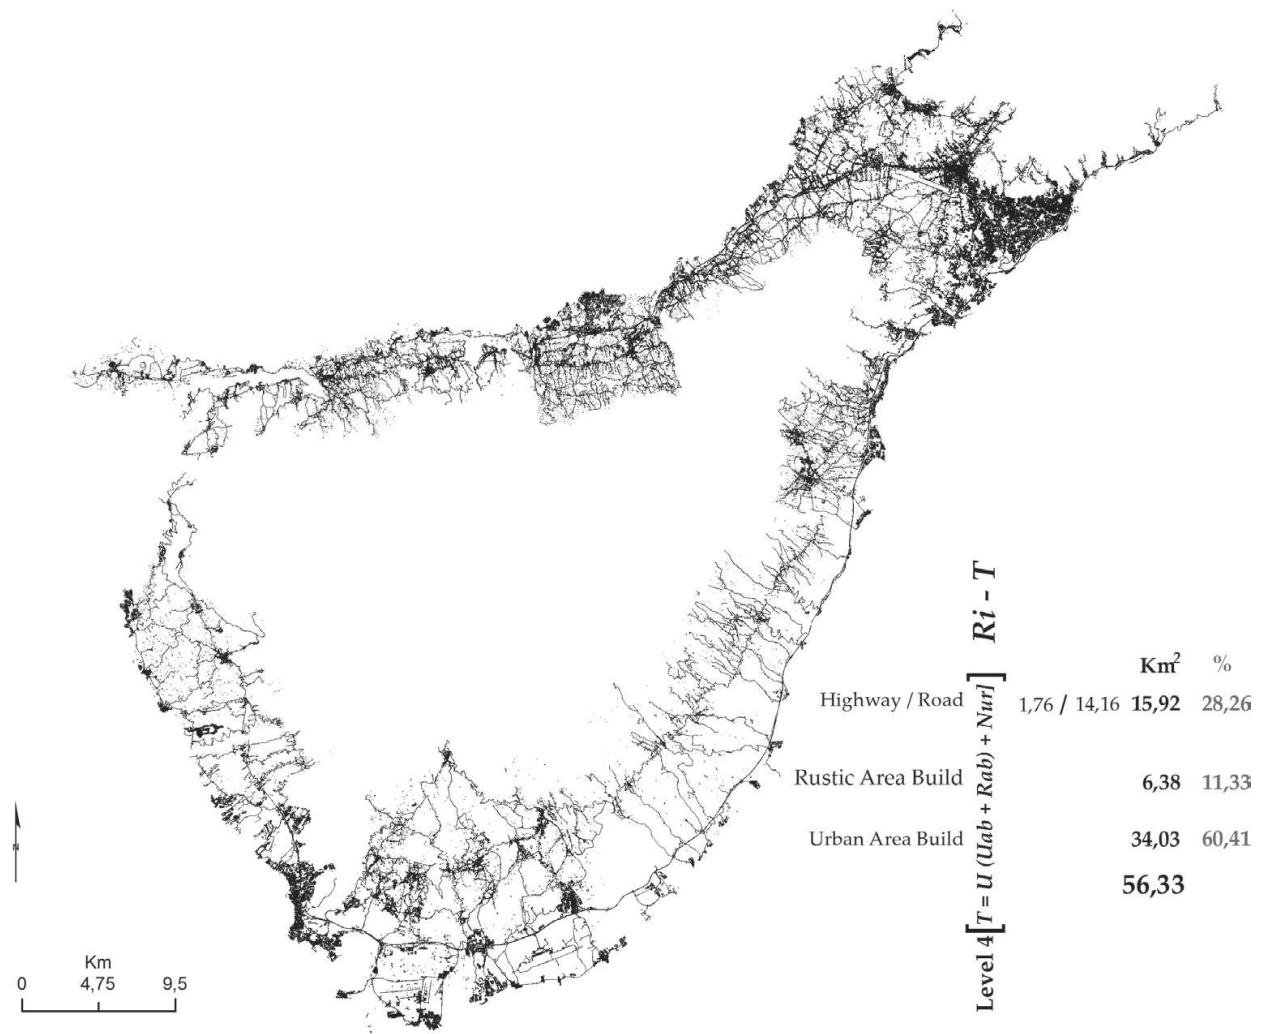 Ri - T
Level 4 [T = U (Uab + Rab) + Nur]
Km² %
Highway / Road 1,76 / 14,16 15,92 28,26
Rustic Area Build 6,38 11,33
Urban Area Build 34,03 60,41
56,33
N
Km
0 4,75 9,5